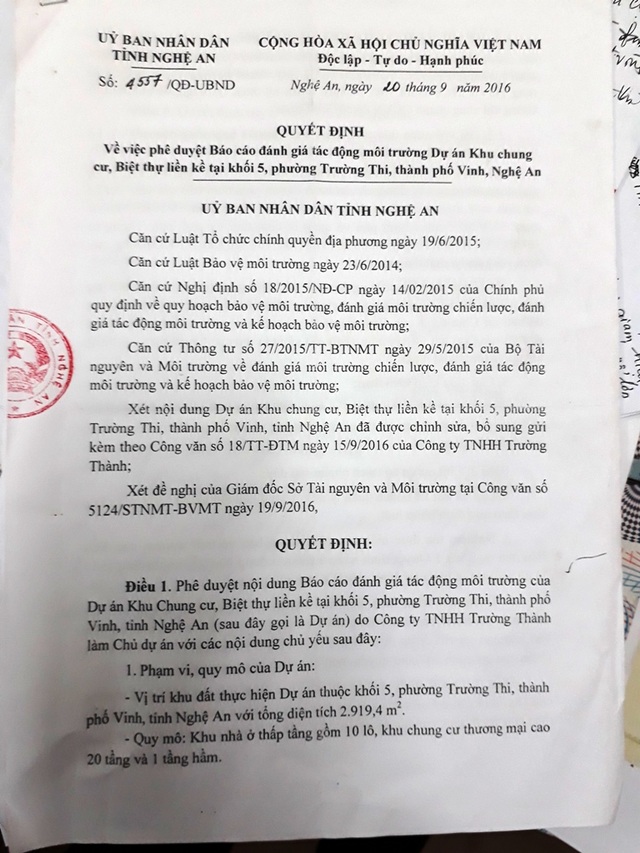 UỶ BAN NHÂN DÂN
TỈNH NGHỆ AN
CỘNG HÒA XÃ HỘI CHỦ NGHĨA VIỆT NAM
Độc lập - Tự do - Hạnh phúc
Số: 4557/QĐ-UBND
Nghệ An, ngày 20 tháng 9 năm 2016
QUYẾT ĐỊNH
Về việc phê duyệt Báo cáo đánh giá tác động môi trường Dự án Khu chung
cư, Biệt thự liền kề tại khối 5, phường Trường Thi, thành phố Vinh, Nghệ An
UỶ BAN NHÂN DÂN TỈNH NGHỆ AN
Căn cứ Luật Tổ chức chính quyền địa phương ngày 19/6/2015;
Căn cứ Luật Bảo vệ môi trường ngày 23/6/2014;
Căn cứ Nghị định số 18/2015/NĐ-CP ngày 14/02/2015 của Chính phủ
quy định về quy hoạch bảo vệ môi trường, đánh giá môi trường chiến lược, đánh
giá tác động môi trường và kế hoạch bảo vệ môi trường;
Căn cứ Thông tư số 27/2015/TT-BTNMT ngày 29/5/2015 của Bộ Tài
nguyên và Môi trường về đánh giá môi trường chiến lược, đánh giá tác động
môi trường và kế hoạch bảo vệ môi trường;
Xét nội dung Dự án Khu chung cư, Biệt thự liền kề tại khối 5, phường
Trường Thi, thành phố Vinh, tỉnh Nghệ An đã được chỉnh sửa, bổ sung gửi
kèm theo Công văn số 18/TT-ĐTM ngày 15/9/2016 của Công ty TNHH Trường
Thành;
Xét đề nghị của Giám đốc Sở Tài nguyên và Môi trường tại Công văn số
5124/STNMT-BVMT ngày 19/9/2016,
QUYẾT ĐỊNH:
Điều 1. Phê duyệt nội dung Báo cáo đánh giá tác động môi trường của
Dự án Khu Chung cư, Biệt thự liền kề tại khối 5, phường Trường Thi, thành phố
Vinh, tỉnh Nghệ An (sau đây gọi là Dự án) do Công ty TNHH Trường Thành
làm Chủ dự án với các nội dung chủ yếu sau đây:
1. Phạm vi, quy mô của Dự án:
- Vị trí khu đất thực hiện Dự án thuộc khối 5, phường Trường Thi, thành
phố Vinh, tỉnh Nghệ An với tổng diện tích 2.919,4 m².
- Quy mô: Khu nhà ở thấp tầng gồm 10 lô, khu chung cư thương mại cao
20 tầng và 1 tầng hầm.
TỈNH NGHỆ AN